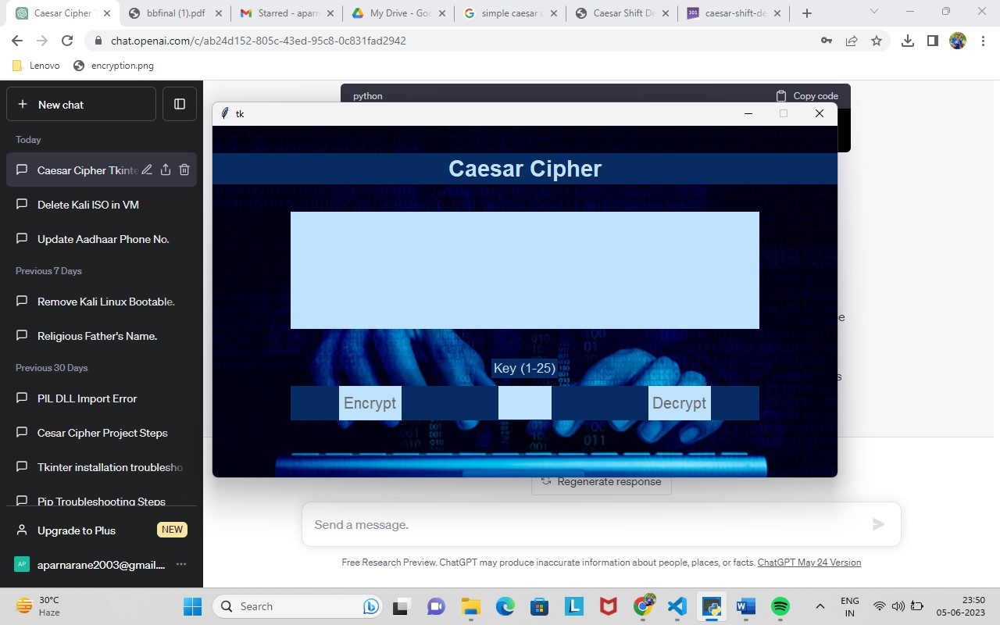 Caesar Cipher T
bbfinal (1).pdf
Starred - aparn
My Drive - Goo
simple caesar c
Caesar Shift De
101 caesar-shift-de
chat.openai.com/c/ab24d152-805c-43ed-95c8-0c831fad2942
Lenovo
encryption.png
New chat
Today
Caesar Cipher Tkinte
Delete Kali ISO in VM
Update Aadhaar Phone No.
Previous 7 Days
Remove Kali Linux Bootable.
Religious Father's Name.
Previous 30 Days
PIL DLL Import Error
Cesar Cipher Project Steps
Tkinter installation troublesho
Pip Troubleshooting Steps
Upgrade to Plus NEW
AP aparnarane2003@gmail....
python Copy code
tk
Caesar Cipher
Key (1-25)
Encrypt
Decrypt
e
s
Regenerate response
Send a message.
Free Research Preview. ChatGPT may produce inaccurate information about people, places, or facts. ChatGPT May 24 Version
30°C
Haze
Search
L
W
ENG
IN
23:50
05-06-2023